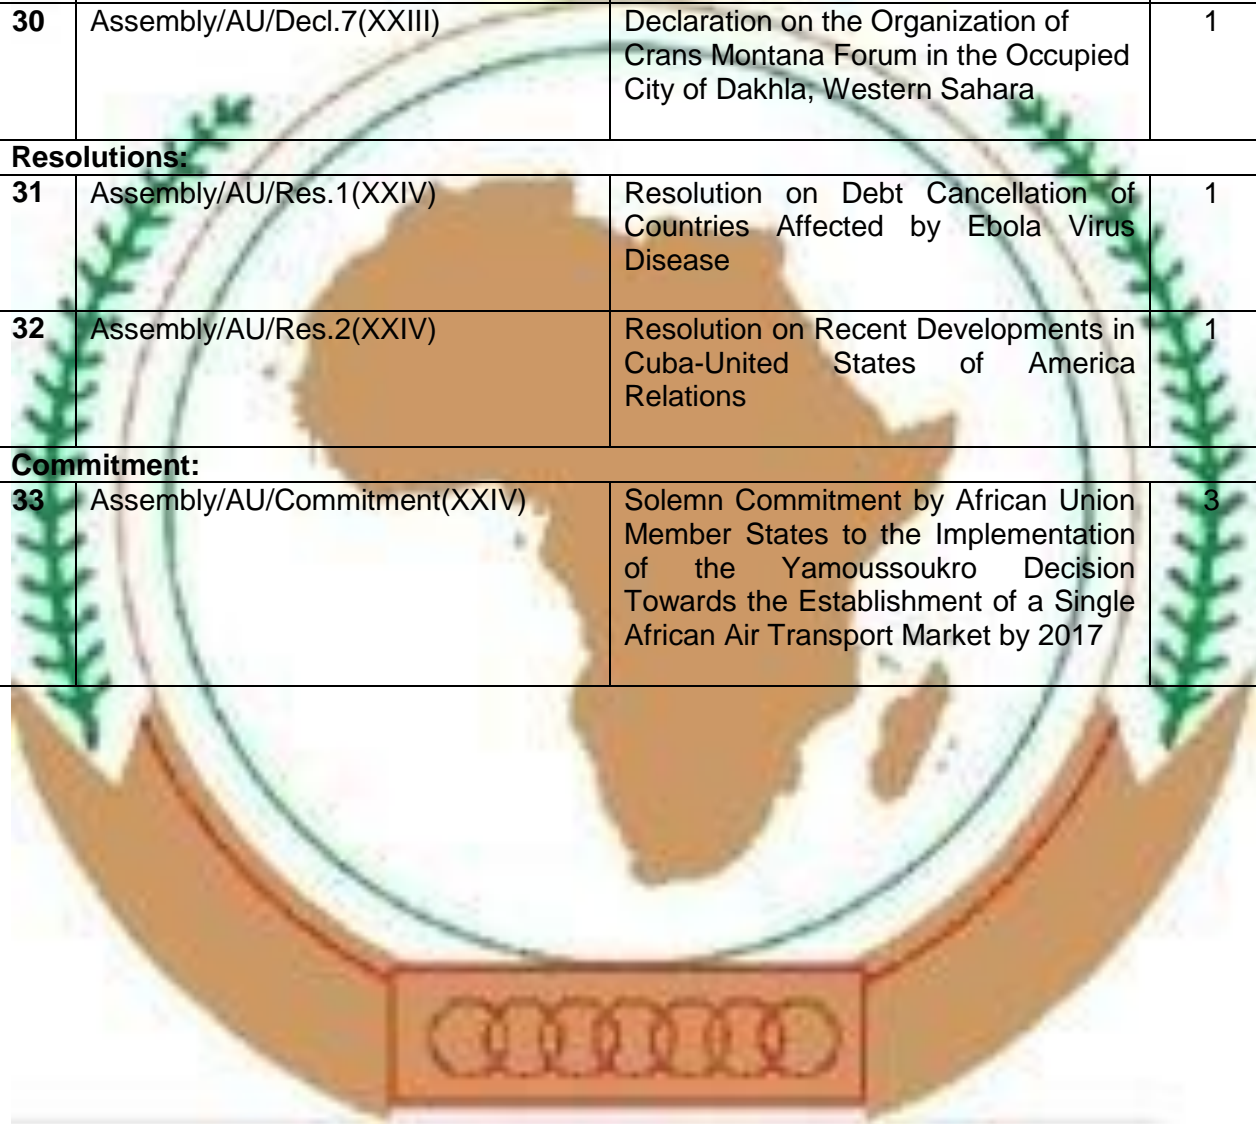 30 Assembly/AU/Decl.7(XXIII) Declaration on the Organization of 1
Crans Montana Forum in the Occupied
City of Dakhla, Western Sahara
Resolutions:
31 Assembly/AU/Res.1(XXIV) Resolution on Debt Cancellation of 1
Countries Affected by Ebola Virus
Disease
32 Assembly/AU/Res.2(XXIV) Resolution on Recent Developments in 1
Cuba-United States of America
Relations
Commitment:
33 Assembly/AU/Commitment(XXIV) Solemn Commitment by African Union 3
Member States to the Implementation
of the Yamoussoukro Decision
Towards the Establishment of a Single
African Air Transport Market by 2017